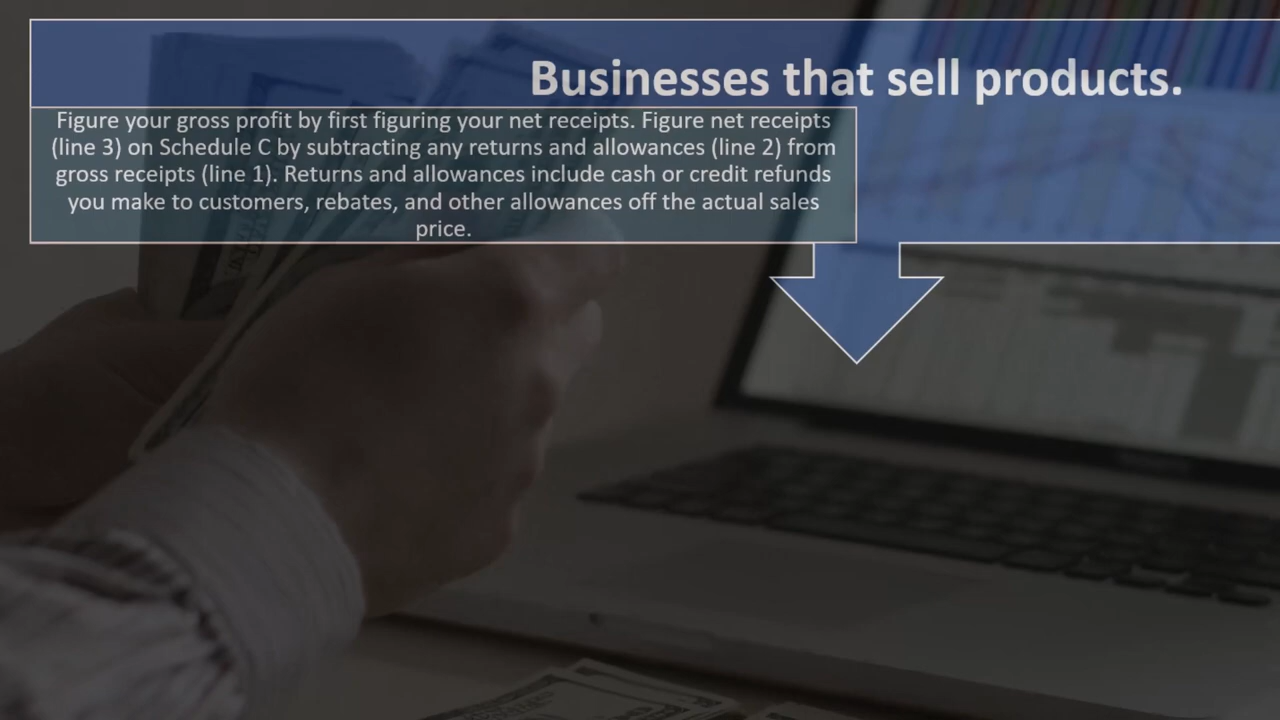 Businesses that sell products.
Figure your gross profit by first figuring your net receipts. Figure net receipts
(line 3) on Schedule C by subtracting any returns and allowances (line 2) from
gross receipts (line 1). Returns and allowances include cash or credit refunds
you make to customers, rebates, and other allowances off the actual sales
price.